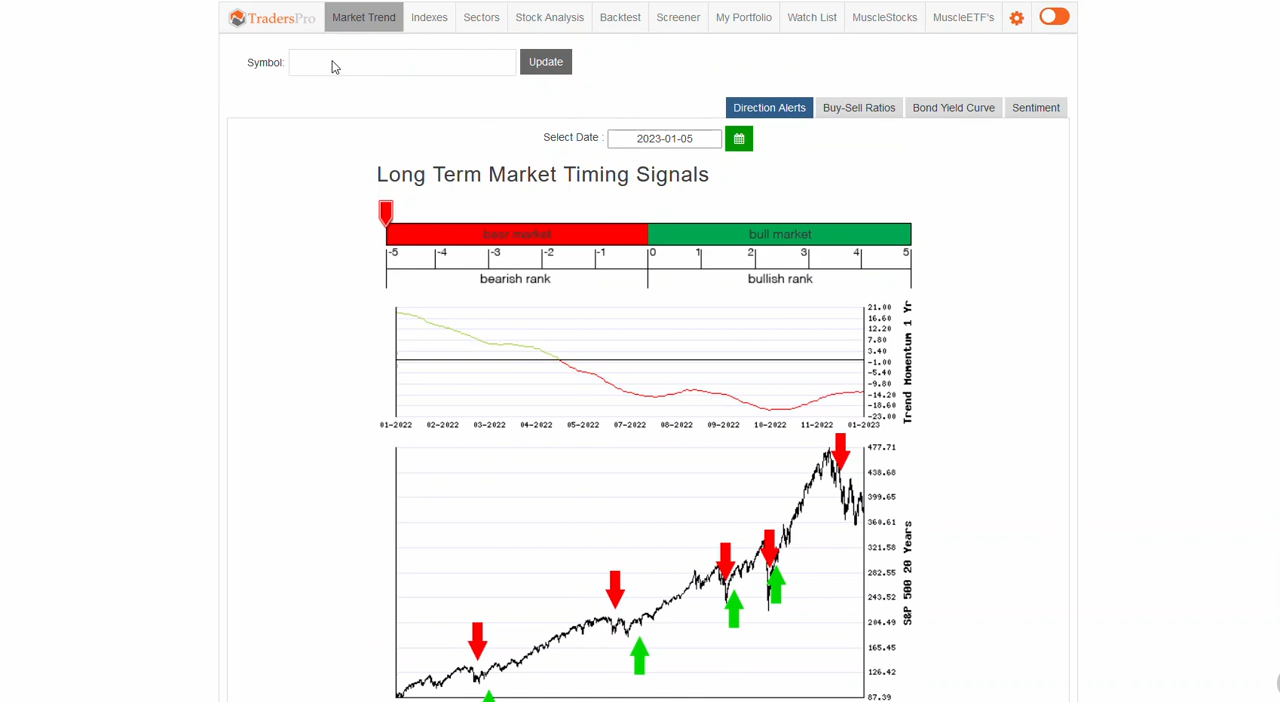 TradersPro Market Trend Indexes Sectors Stock Analysis Backtest Screener My Portfolio Watch List MuscleStocks MuscleETF's
Symbol: Update
Direction Alerts Buy-Sell Ratios Bond Yield Curve Sentiment
Select Date : 2023-01-05
Long Term Market Timing Signals
bear market bull market
-5 -4 -3 -2 -1 0 1 2 3 4 5
bearish rank bullish rank
21.00
16.60
12.20
7.80
3.40
-1.00
-5.40
-9.80
-14.20
-18.60
-23.00
Trend Momentum 1 Yr
01-2022 02-2022 03-2022 04-2022 05-2022 07-2022 08-2022 09-2022 10-2022 11-2022 01-2023
477.71
438.68
399.65
360.61
321.58
282.55
243.52
204.49
165.45
126.42
87.39
S&P 500 20 Years